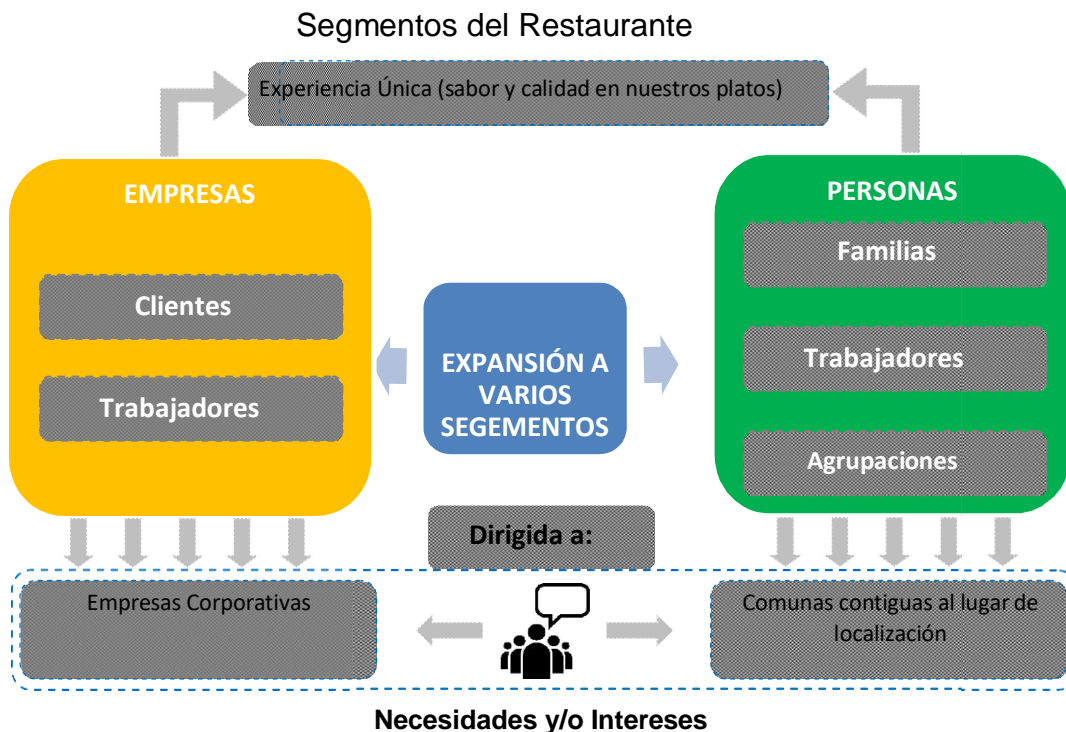 Segmentos del Restaurante
Experiencia Única (sabor y calidad en nuestros platos)
EMPRESAS
Clientes
Trabajadores
EXPANSIÓN A
VARIOS
SEGEMENTOS
PERSONAS
Familias
Trabajadores
Agrupaciones
Dirigida a:
Empresas Corporativas
Comunas contiguas al lugar de
localización
Necesidades y/o Intereses